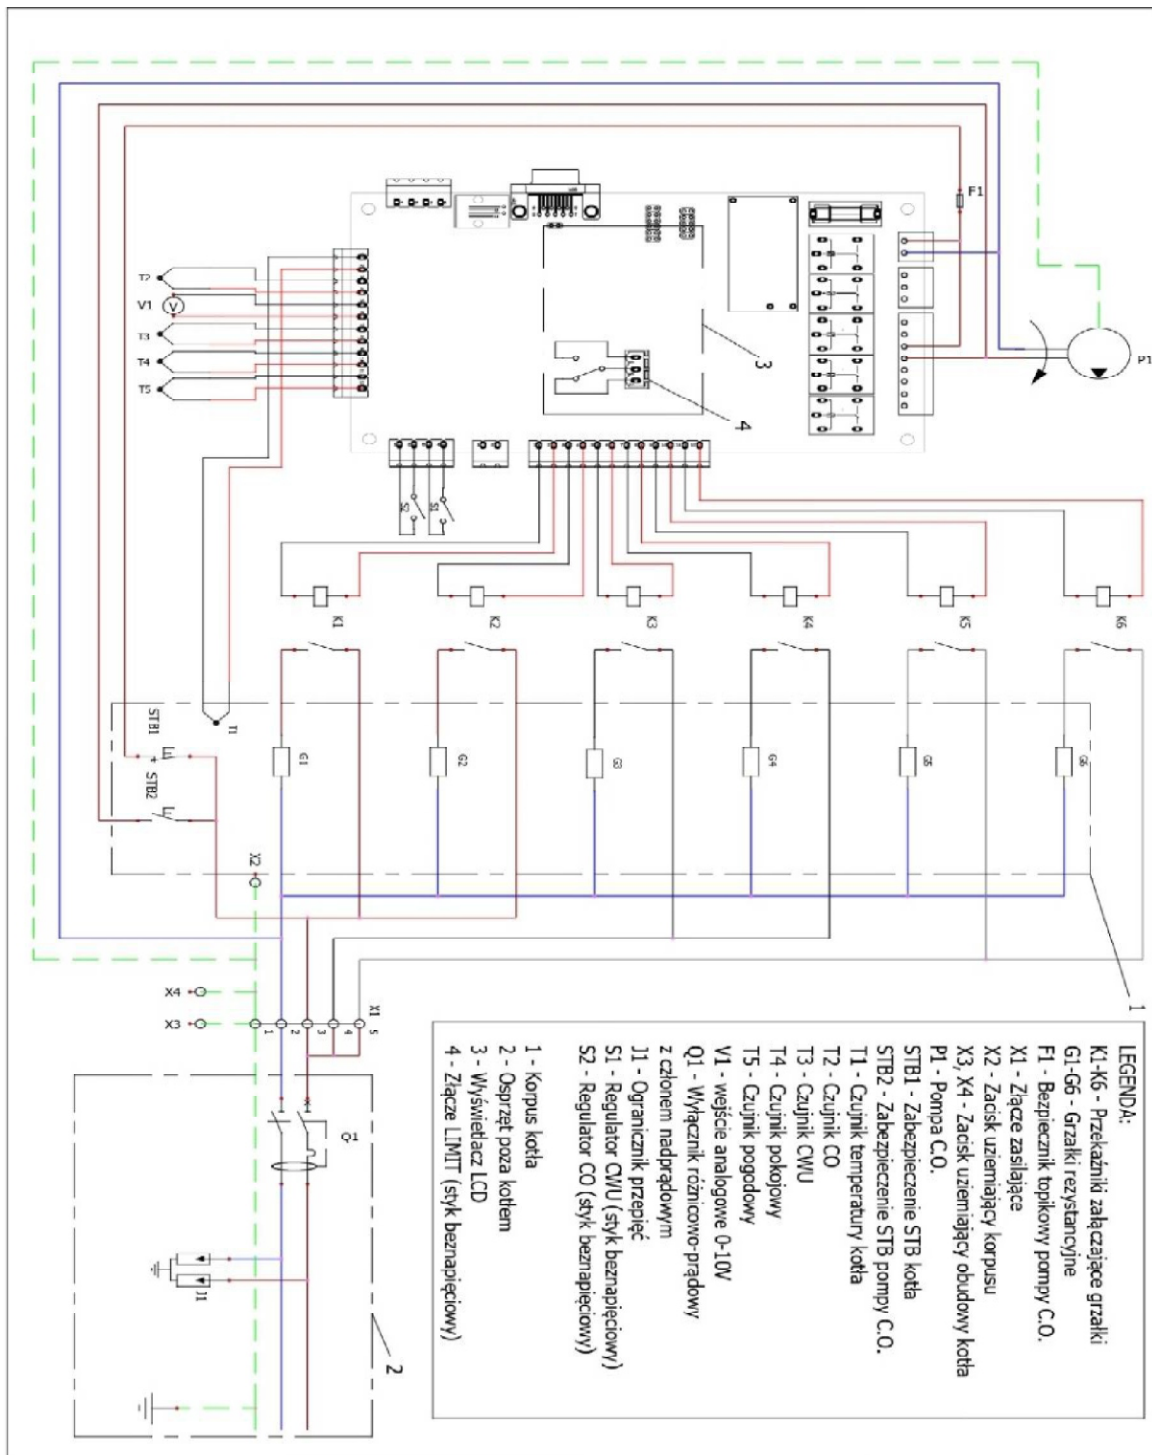 F1
P1
T2
V1
V
T3
T4
T5
3
4
S2
S1
K1
K2
K3
K4
K5
K6
STB1
T1
STB2
G1
G2
G3
G4
G5
G6
X2
1
X4
X3
X1
1
2
3
4
5
Q1
J1
2
LEGENDA:
K1-K6 - Przekaźniki załączające grzałki
G1-G6 - Grzałki rezystancyjne
F1 - Bezpiecznik topikowy pompy C.O.
X1 - Złącze zasilające
X2 - Zacisk uziemiający korpusu
X3, X4 - Zacisk uziemiający obudowy kotła
P1 - Pompa C.O.
STB1 - Zabezpieczenie STB kotła
STB2 - Zabezpieczenie STB pompy C.O.
T1 - Czujnik temperatury kotła
T2 - Czujnik CO
T3 - Czujnik CWU
T4 - Czujnik pokojowy
T5 - Czujnik pogodowy
V1 - wejście analogowe 0-10V
Q1 - Wyłącznik różnicowo-prądowy
z członem nadprądowym
J1 - Ogranicznik przepięć
S1 - Regulator CWU (styk beznapięciowy)
S2 - Regulator CO (styk beznapięciowy)
1 - Korpus kotła
2 - Osprzęt poza kotłem
3 - Wyświetlacz LCD
4 - Złącze LIMIT (styk beznapięciowy)